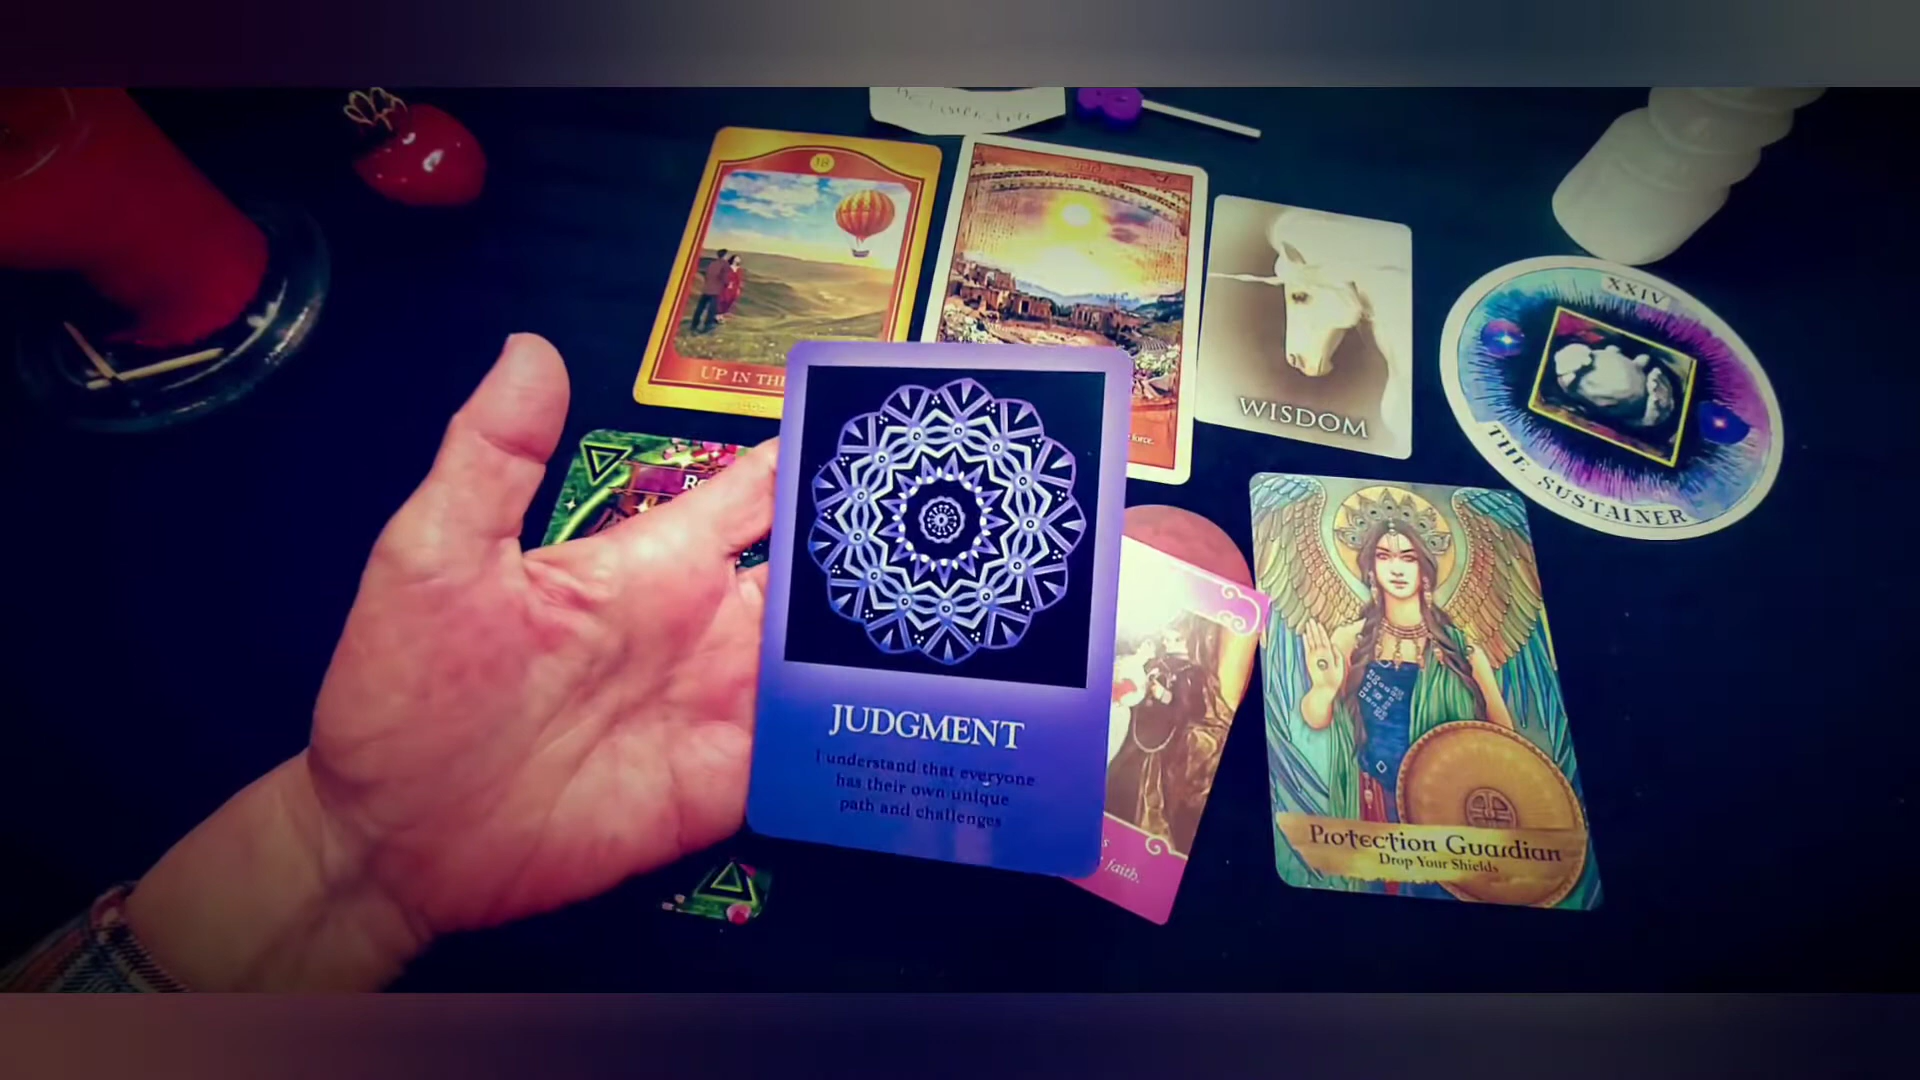 18
UP IN THE
force.
WISDOM
XXIV
THE SUSTAINER
JUDGMENT
I understand that everyone
has their own unique
path and challenges
faith.
Protection Guardian
Drop Your Shields